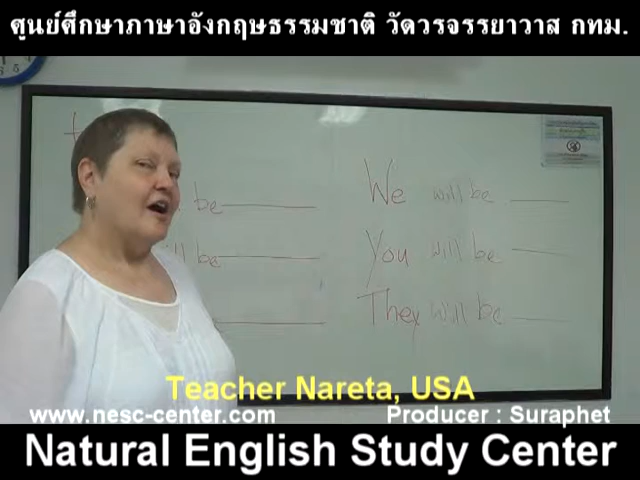 ศูนย์ศึกษาภาษาอังกฤษธรรมชาติ วัดวรจรรยาวาส กทม.
be
We will be
be
You will be
They will be
Teacher Nareta, USA
www.nesc-center.com
Producer : Suraphet
Natural English Study Center